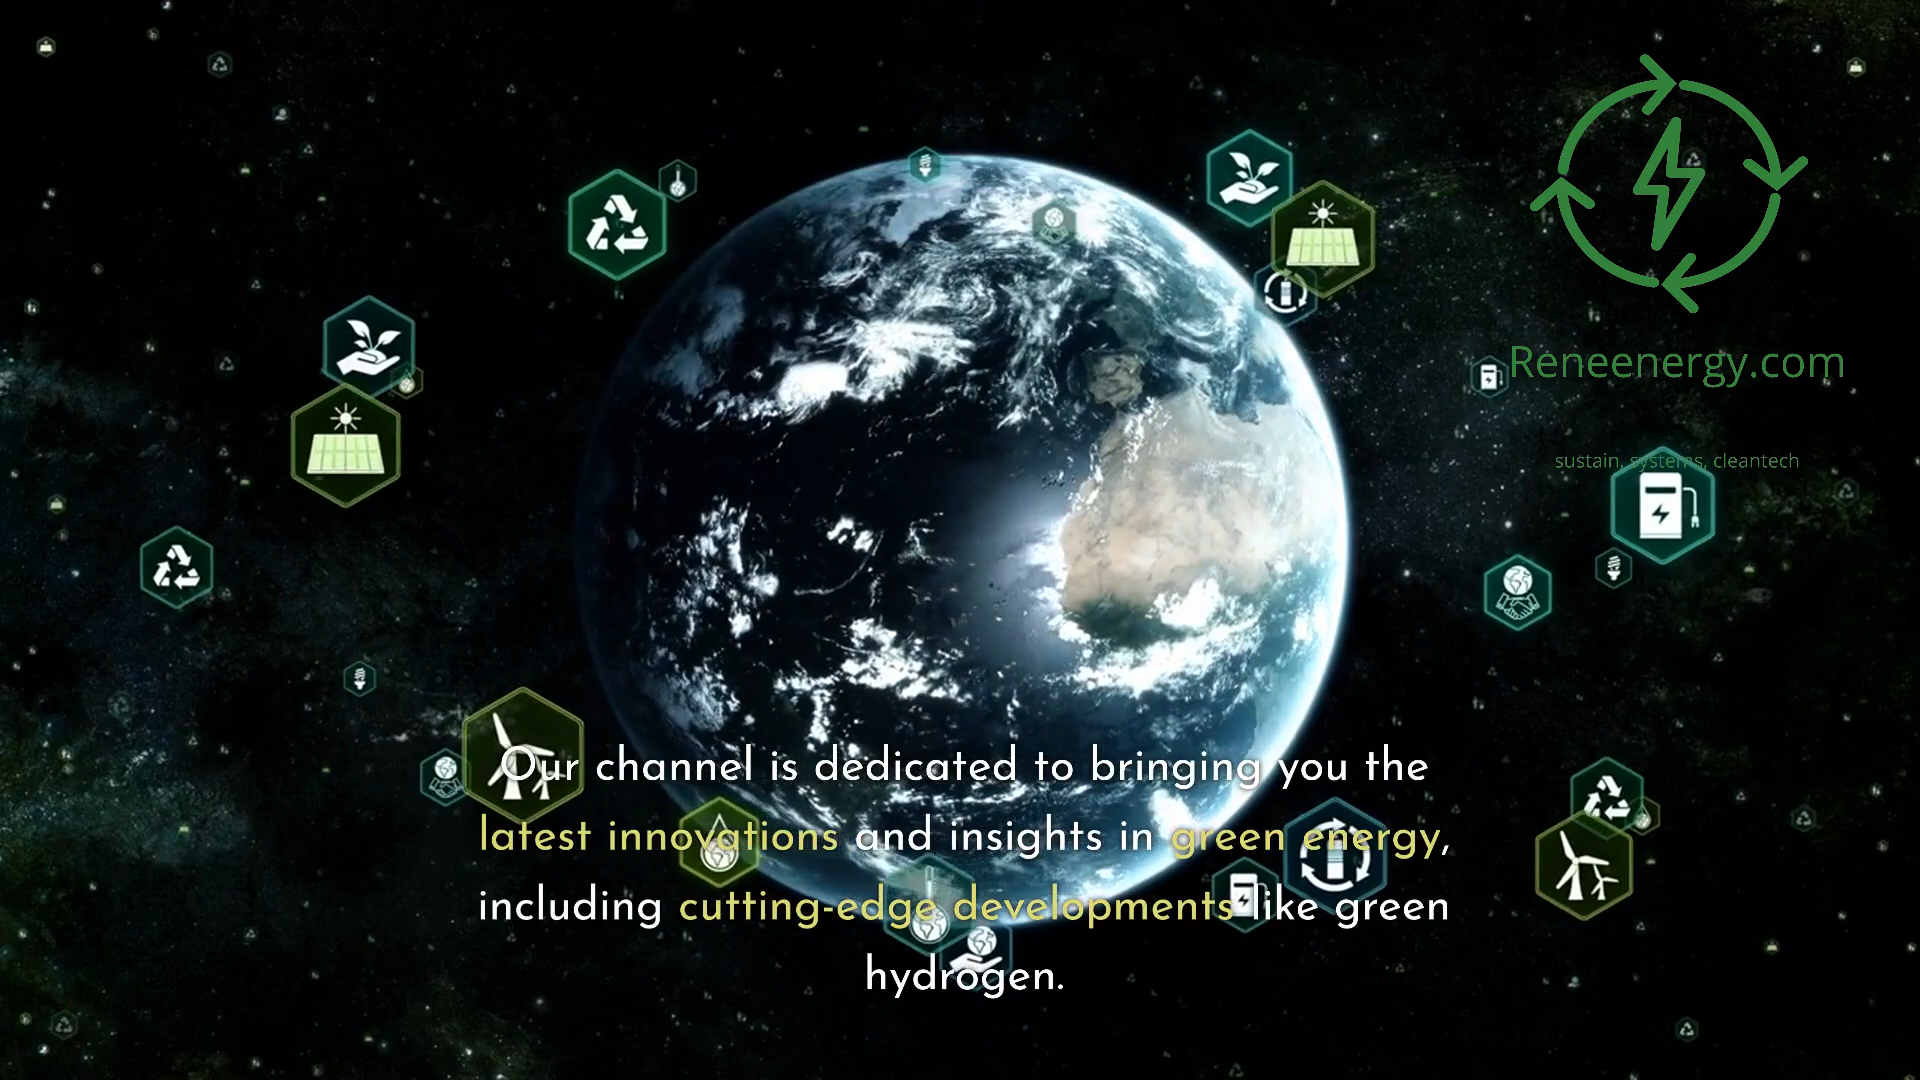 Reneenergy.com
sustain, systems, cleantech
Our channel is dedicated to bringing you the
latest innovations and insights in green energy,
including cutting-edge developments like green
hydrogen.